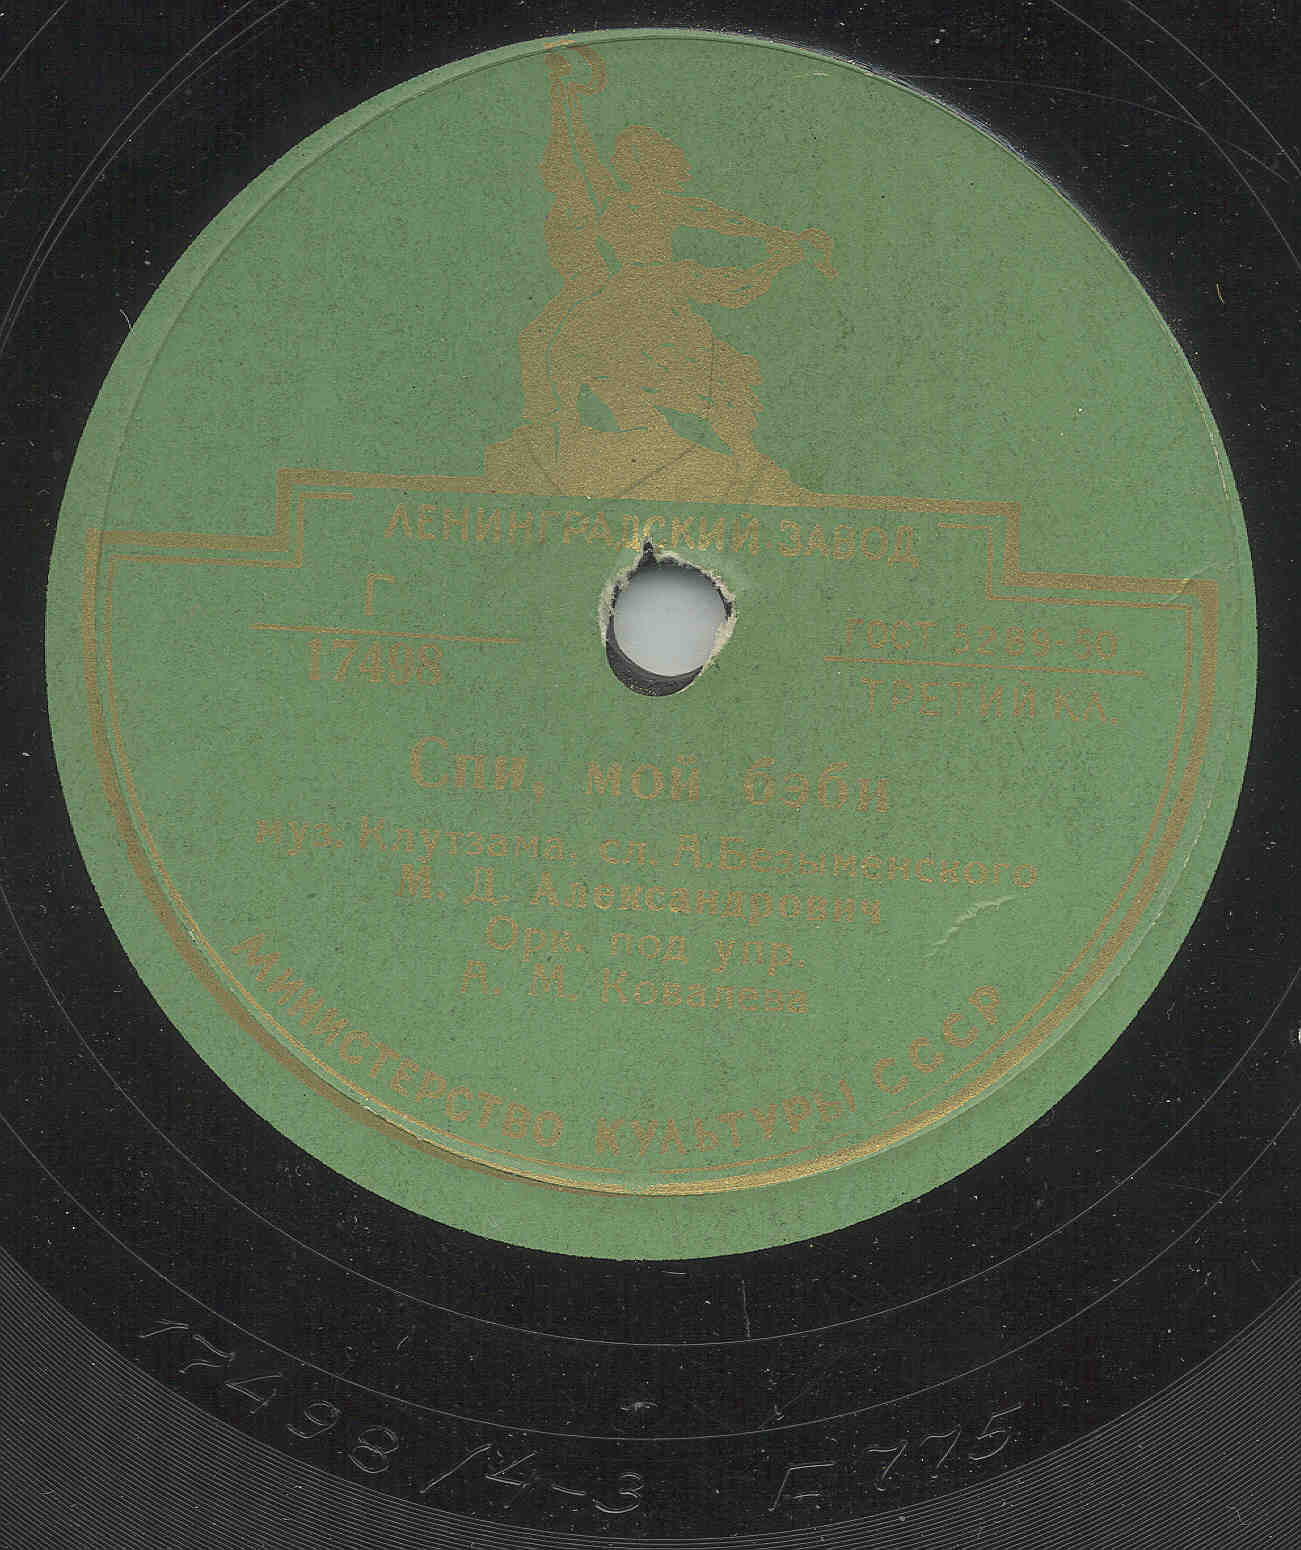 ЛЕНИНГРАДСКИЙ ЗАВОД
Г
17498
ГОСТ 5289-50
ТРЕТИЙ КЛ.
Спи, мой бэби
муз. Клутзама, сл. А.Безыменского
М. Д. Александрович
Орк. под упр.
А. М. Ковалева
МИНИСТЕРСТВО КУЛЬТУРЫ СССР
17498/4-3 Г775